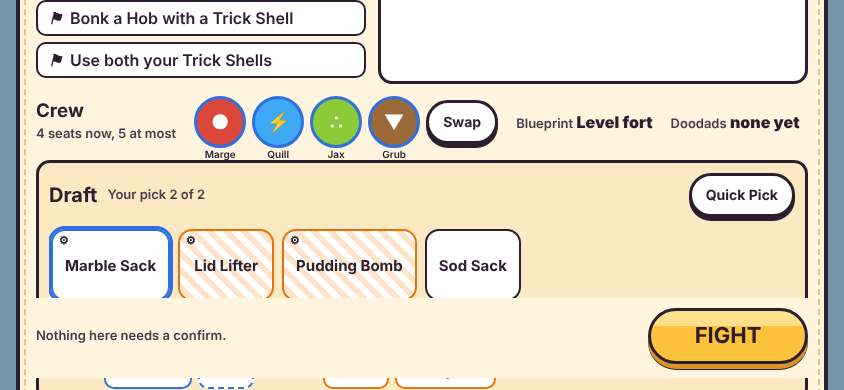 Bonk a Hob with a Trick Shell
Use both your Trick Shells
Crew
4 seats now, 5 at most
Marge
Quill
Jax
Grub
Swap
Blueprint Level fort
Doodads none yet
Draft Your pick 2 of 2
Quick Pick
Marble Sack
Lid Lifter
Pudding Bomb
Sod Sack
Nothing here needs a confirm.
FIGHT